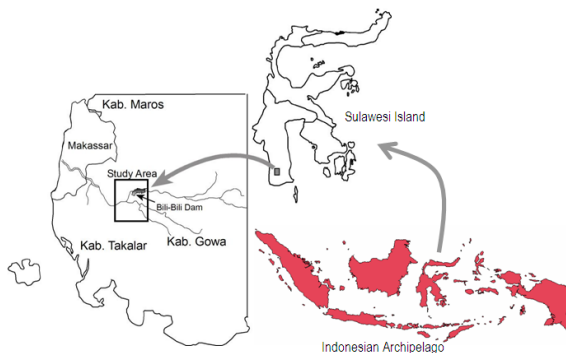 Kab. Maros
Makassar
Study Area
Bili-Bili Dam
Kab. Takalar
Kab. Gowa
Sulawesi Island
Indonesian Archipelago